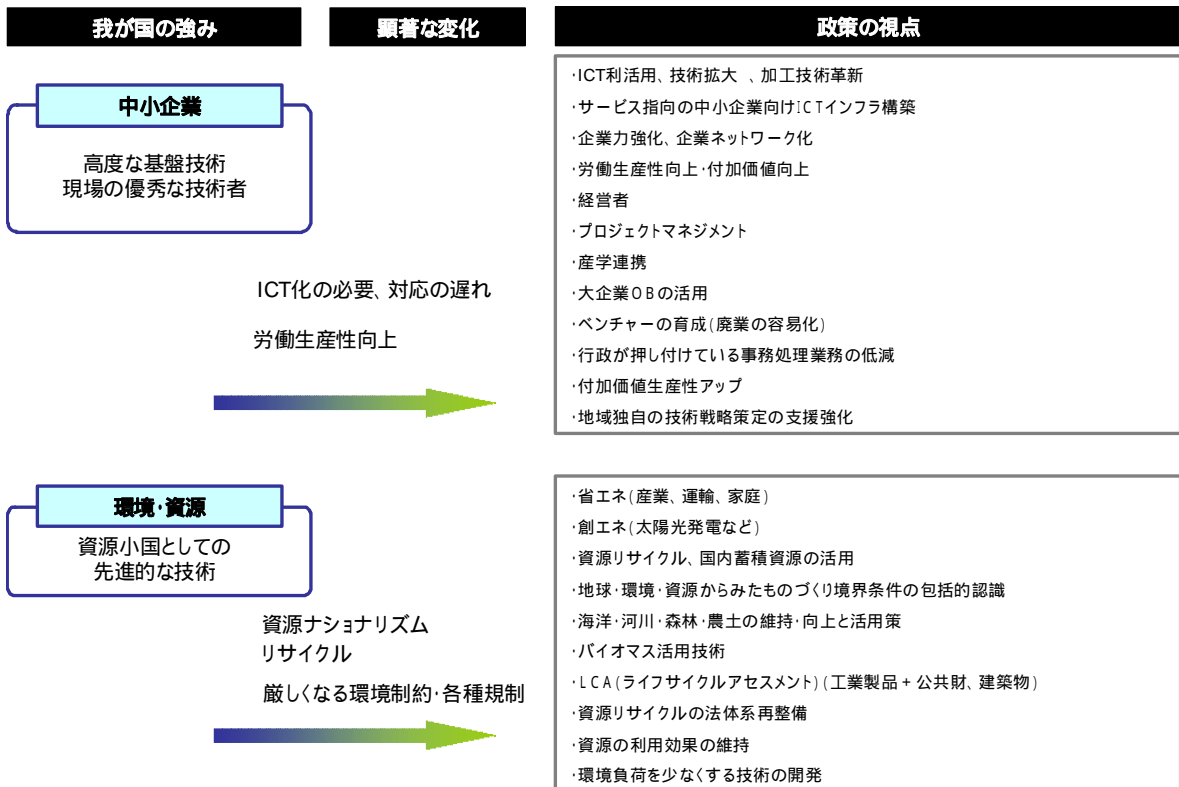 我が国の強み
顕著な変化
政策の視点
中小企業
高度な基盤技術
現場の優秀な技術者
ICT化の必要、対応の遅れ
労働生産性向上
・ICT利活用、技術拡大 、加工技術革新
・サービス指向の中小企業向けICTインフラ構築
・企業力強化、企業ネットワーク化
・労働生産性向上・付加価値向上
・経営者
・プロジェクトマネジメント
・産学連携
・大企業OBの活用
・ベンチャーの育成(廃業の容易化)
・行政が押し付けている事務処理業務の低減
・付加価値生産性アップ
・地域独自の技術戦略策定の支援強化
環境・資源
資源小国としての
先進的な技術
資源ナショナリズム
リサイクル
厳しくなる環境制約・各種規制
・省エネ(産業、運輸、家庭)
・創エネ(太陽光発電など)
・資源リサイクル、国内蓄積資源の活用
・地球・環境・資源からみたものづくり境界条件の包括的認識
・海洋・河川・森林・農土の維持・向上と活用策
・バイオマス活用技術
・LCA(ライフサイクルアセスメント)(工業製品+公共財、建築物)
・資源リサイクルの法体系再整備
・資源の利用効果の維持
・環境負荷を少なくする技術の開発